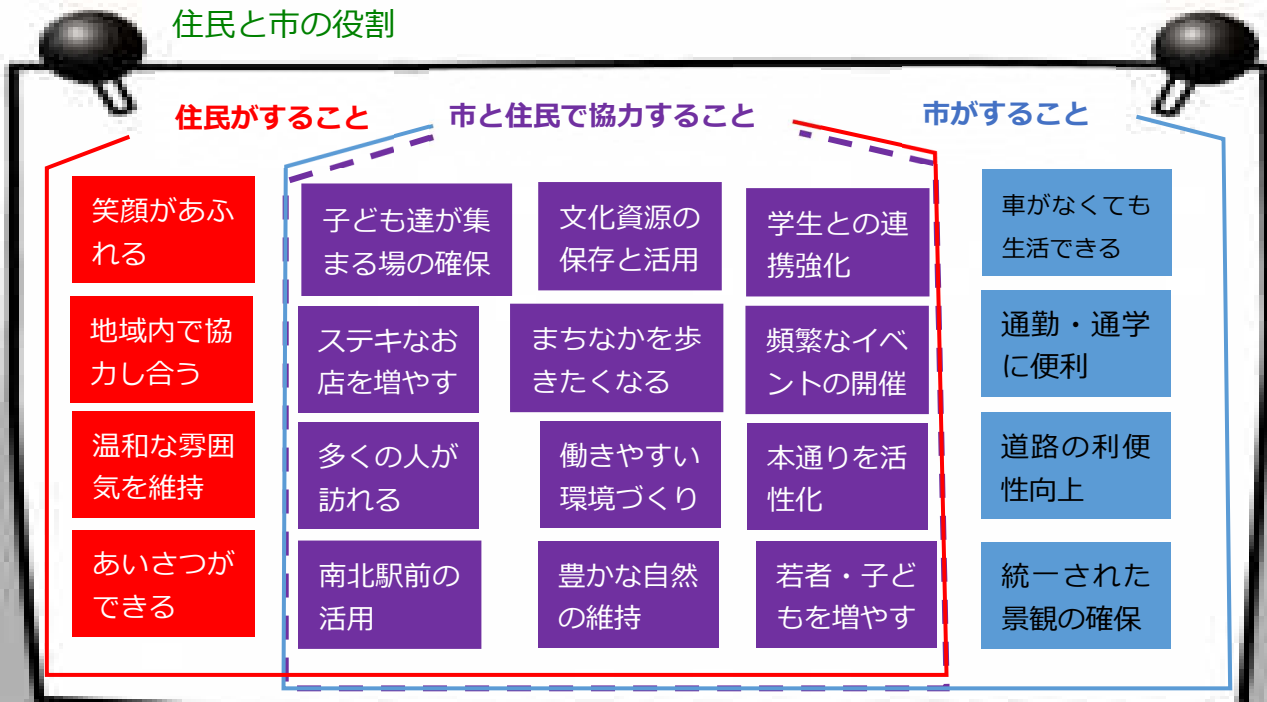 住民と市の役割
住民がすること
市と住民で協力すること
市がすること
笑顔があふ
れる
地域内で協
力し合う
温和な雰囲
気を維持
あいさつが
できる
子ども達が集
まる場の確保
文化資源の
保存と活用
学生との連
携強化
ステキなお
店を増やす
まちなかを歩
きたくなる
頻繁なイベ
ントの開催
多くの人が
訪れる
働きやすい
環境づくり
本通りを活
性化
南北駅前の
活用
豊かな自然
の維持
若者・子ど
もを増やす
車がなくても
生活できる
通勤・通学
に便利
道路の利便
性向上
統一された
景観の確保